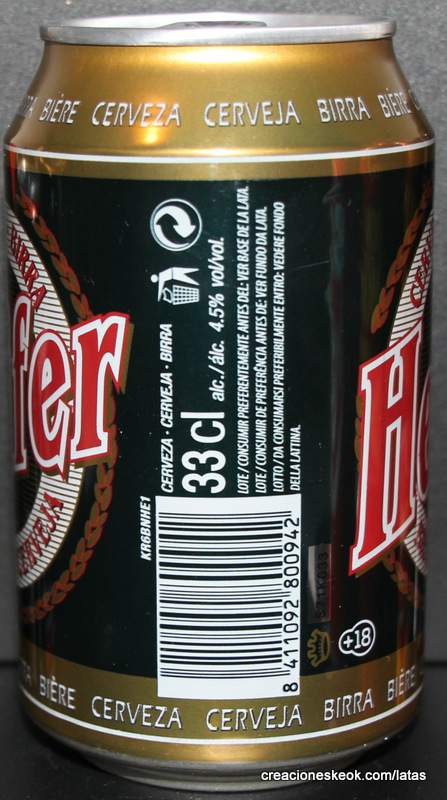 BIÈRE CERVEZA CERVEJA BIRRA BIÈRE
BIRRA
fer
CERVEJA
He
KR6BNHE1
CERVEZA · CERVEJA · BIRRA
33 cl alc./álc. 4.5% vol/vol.
LOTE / CONSUMIR PREFERENTEMENTE ANTES DEL: VER BASE DE LA LATA.
LOTE / CONSUMIR DE PREFERÊNCIA ANTES DE: VER FUNDO DA LATA.
LOTTO / DA CONSUMARSI PREFERIBILMENTE ENTRO: VEDERE FONDO
DELLA LATTINA.
8 411092 800942
+18
BIÈRE CERVEZA CERVEJA BIRRA BIÈRE
creacioneskeok.com/latas